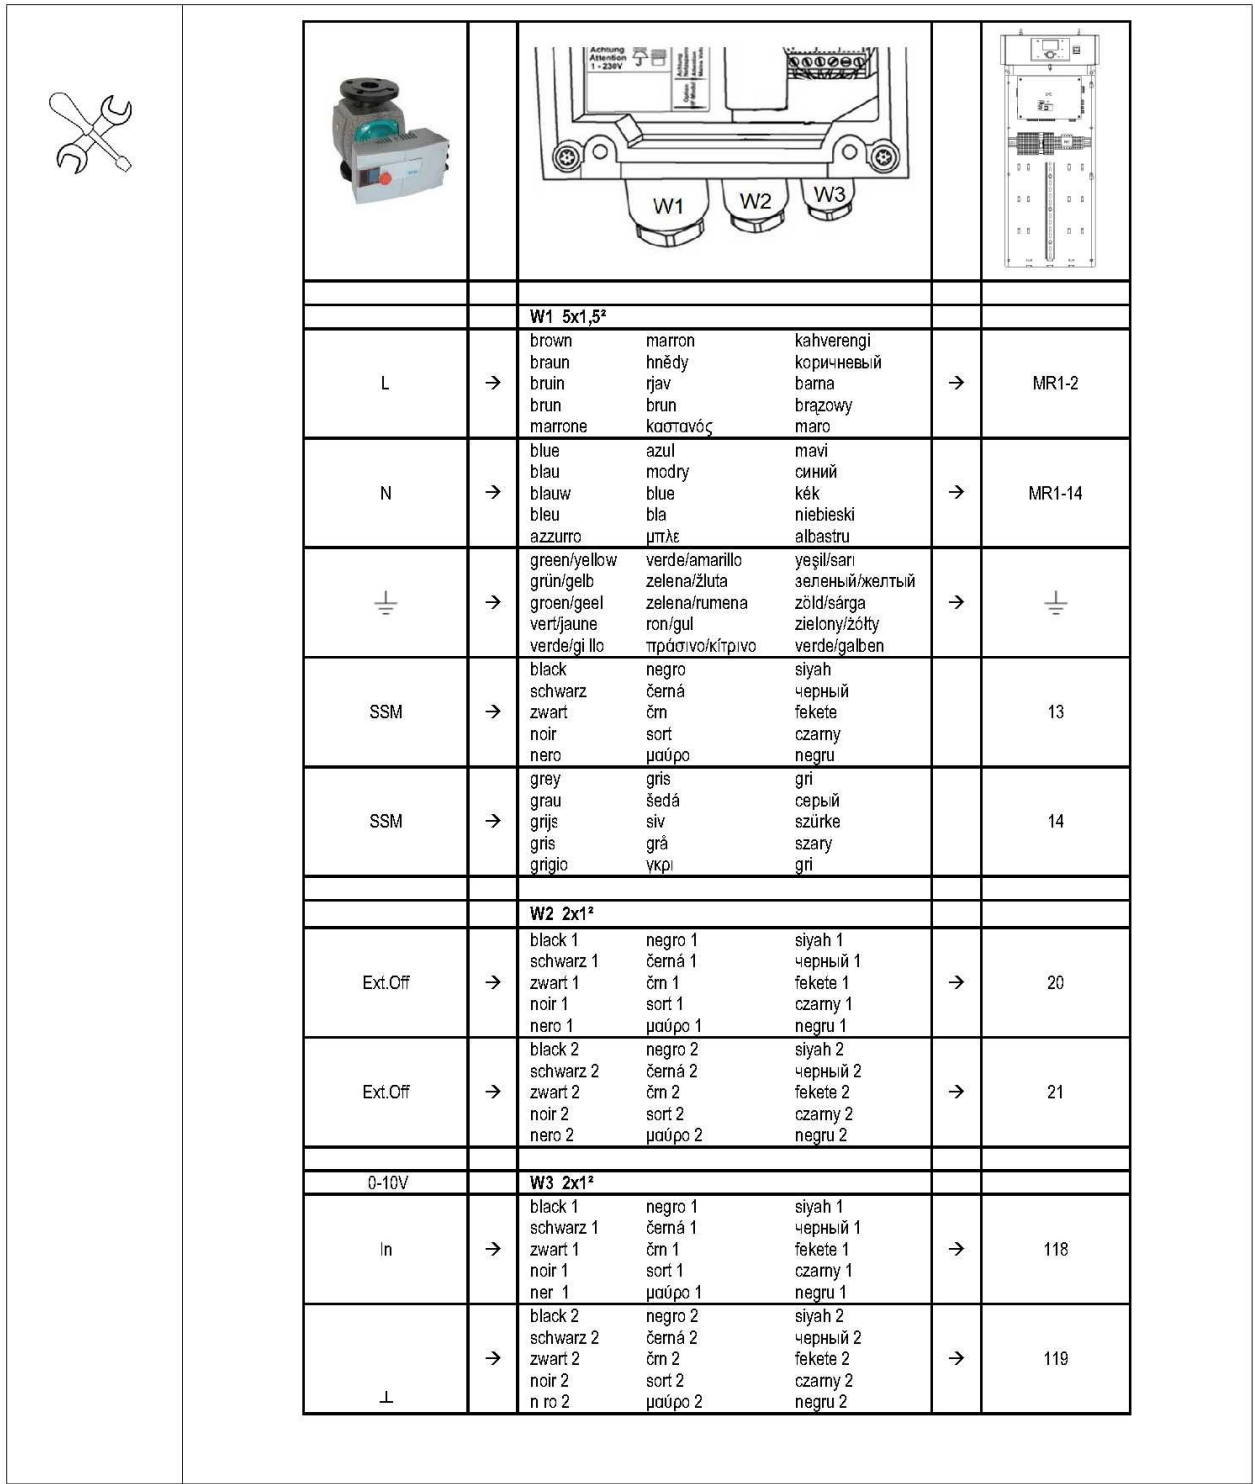 Achtung
Attention
1 ~ 230V
Option
Achtung
Attention
W1 W2 W3
W1 5x1,5²
brown marron kahverengi
braun hnědy коричневый
L → bruin rjav barna → MR1-2
brun brun brązowy
marrone καστανός maro
blue azul mavi
blau modry синий
N → blauw blue kék → MR1-14
bleu bla niebieski
azzurro μπλε albastru
green/yellow verde/amarillo yeşil/sarı
grün/gelb zelena/žluta зеленый/желтый
⏚ → groen/geel zelena/rumena zöld/sárga → ⏚
vert/jaune ron/gul zielony/żółty
verde/gi llo πράσινο/κίτρινο verde/galben
black negro siyah
schwarz černá черный
SSM → zwart črn fekete 13
noir sort czarny
nero μαύρο negru
grey gris gri
grau šedá серый
SSM → grijs siv szürke 14
gris grå szary
grigio γκρι gri
W2 2x1²
black 1 negro 1 siyah 1
schwarz 1 černá 1 черный 1
Ext.Off → zwart 1 črn 1 fekete 1 → 20
noir 1 sort 1 czarny 1
nero 1 μαύρο 1 negru 1
black 2 negro 2 siyah 2
schwarz 2 černá 2 черный 2
Ext.Off → zwart 2 črn 2 fekete 2 → 21
noir 2 sort 2 czarny 2
nero 2 μαύρο 2 negru 2
0-10V W3 2x1²
black 1 negro 1 siyah 1
schwarz 1 černá 1 черный 1
In → zwart 1 črn 1 fekete 1 → 118
noir 1 sort 1 czarny 1
ner 1 μαύρο 1 negru 1
black 2 negro 2 siyah 2
schwarz 2 černá 2 черный 2
→ zwart 2 črn 2 fekete 2 → 119
noir 2 sort 2 czarny 2
⊥ n ro 2 μαύρο 2 negru 2